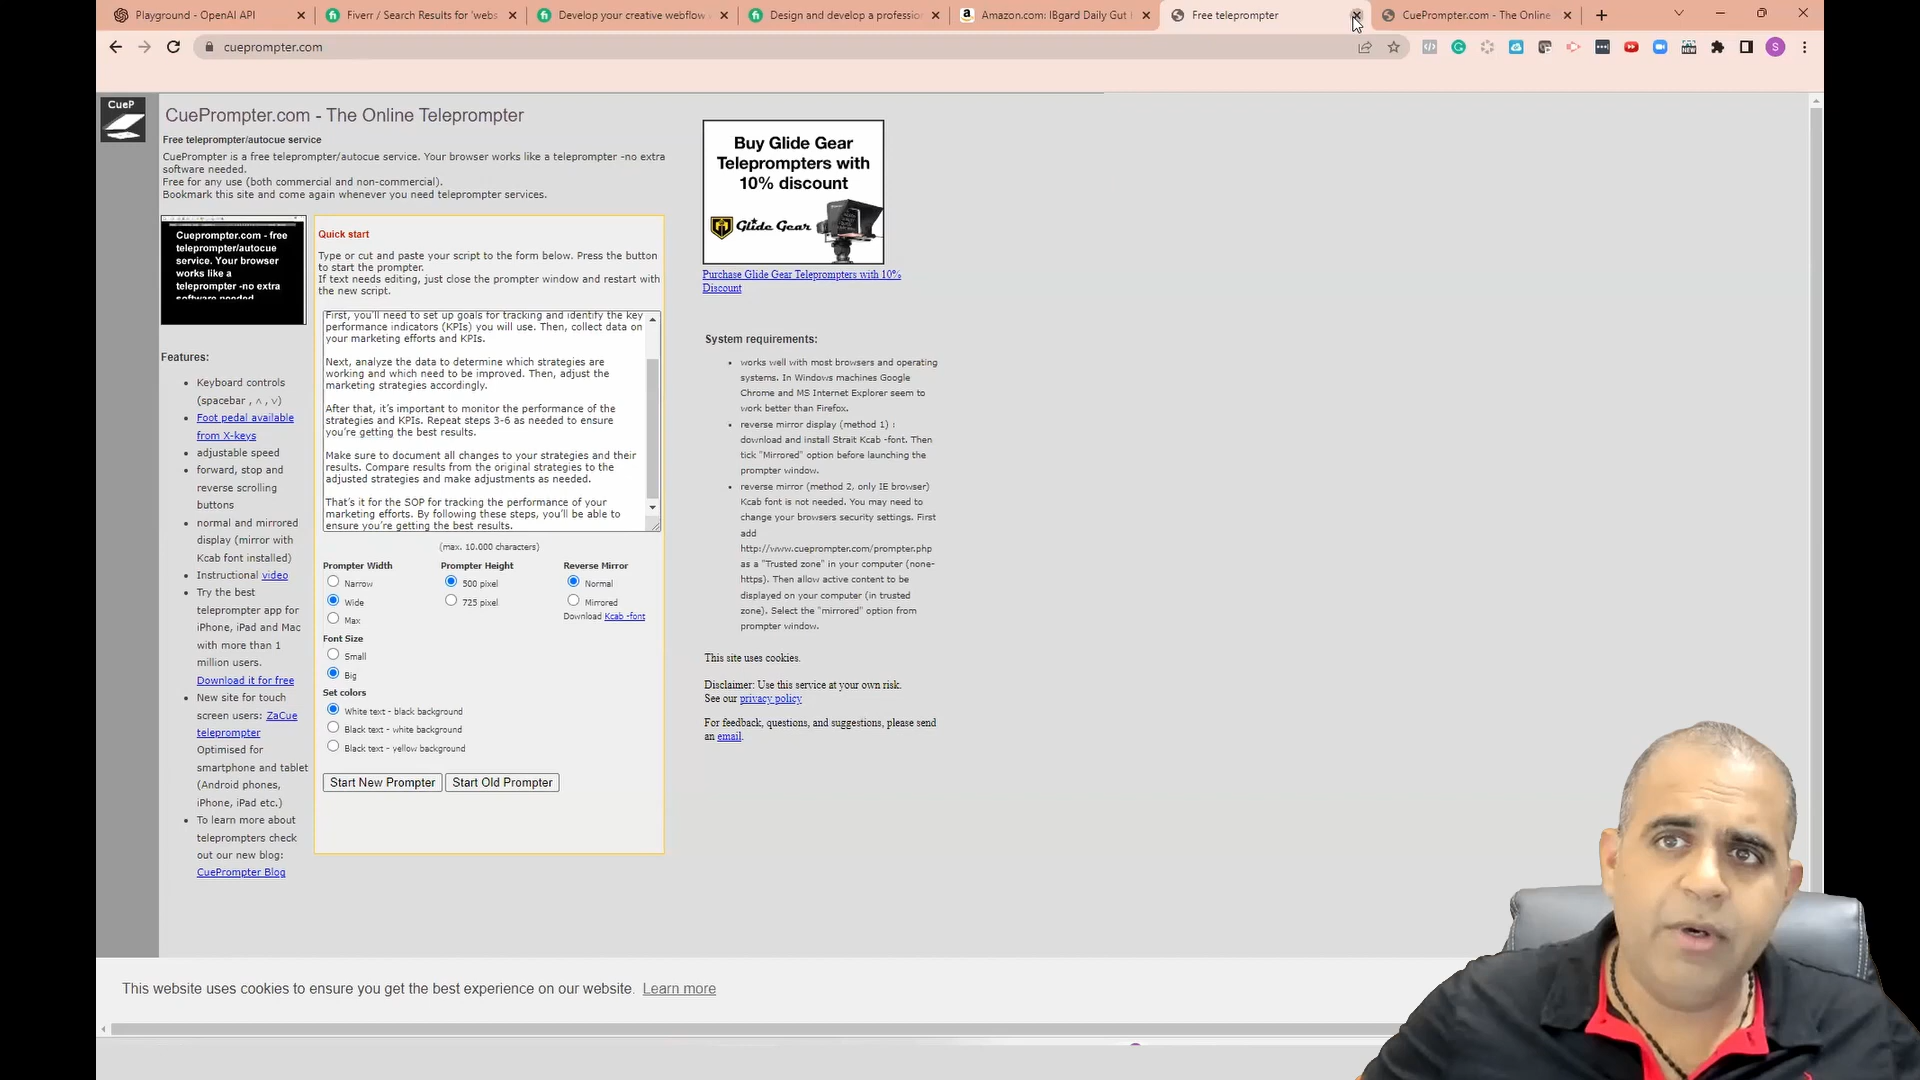 Playground - OpenAI API
Fiverr / Search Results for 'webs
Develop your creative webflow
Design and develop a professio
Amazon.com: IBgard Daily Gut
Free teleprompter
CuePrompter.com - The Online
cueprompter.com
S
CueP
CuePrompter.com - The Online Teleprompter
Free teleprompter/autocue service
CuePrompter is a free teleprompter/autocue service. Your browser works like a teleprompter -no extra
software needed.
Free for any use (both commercial and non-commercial).
Bookmark this site and come again whenever you need teleprompter services.
Cueprompter.com - free
teleprompter/autocue
service. Your browser
works like a
teleprompter -no extra
software needed
Features:
Keyboard controls
(spacebar , ʌ , v)
Foot pedal available
from X-keys
adjustable speed
forward, stop and
reverse scrolling
buttons
normal and mirrored
display (mirror with
Kcab font installed)
Instructional video
Try the best
teleprompter app for
iPhone, iPad and Mac
with more than 1
million users.
Download it for free
New site for touch
screen users: ZaCue
teleprompter
Optimised for
smartphone and tablet
(Android phones,
iPhone, iPad etc.)
To learn more about
teleprompters check
out our new blog:
CuePrompter Blog
Quick start
Type or cut and paste your script to the form below. Press the button
to start the prompter.
If text needs editing, just close the prompter window and restart with
the new script.
First, you'll need to set up goals for tracking and identify the key
performance indicators (KPIs) you will use. Then, collect data on
your marketing efforts and KPIs.
Next, analyze the data to determine which strategies are
working and which need to be improved. Then, adjust the
marketing strategies accordingly.
After that, it's important to monitor the performance of the
strategies and KPIs. Repeat steps 3-6 as needed to ensure
you're getting the best results.
Make sure to document all changes to your strategies and their
results. Compare results from the original strategies to the
adjusted strategies and make adjustments as needed.
That's it for the SOP for tracking the performance of your
marketing efforts. By following these steps, you'll be able to
ensure you're getting the best results.
(max. 10.000 characters)
Prompter Width
Narrow
Wide
Max
Prompter Height
500 pixel
725 pixel
Reverse Mirror
Normal
Mirrored
Download Kcab -font
Font Size
Small
Big
Set colors
White text - black background
Black text - white background
Black text - yellow background
Start New Prompter
Start Old Prompter
Buy Glide Gear
Teleprompters with
10% discount
Glide Gear
Purchase Glide Gear Teleprompters with 10%
Discount
System requirements:
works well with most browsers and operating
systems. In Windows machines Google
Chrome and MS Internet Explorer seem to
work better than Firefox.
reverse mirror display (method 1) :
download and install Strait Kcab -font. Then
tick "Mirrored" option before launching the
prompter window.
reverse mirror (method 2, only IE browser)
Kcab font is not needed. You may need to
change your browsers security settings. First
add
http://www.cueprompter.com/prompter.php
as a "Trusted zone" in your computer (none-
https). Then allow active content to be
displayed on your computer (in trusted
zone). Select the "mirrored" option from
prompter window.
This site uses cookies.
Disclaimer: Use this service at your own risk.
See our privacy policy
For feedback, questions, and suggestions, please send
an email.
This website uses cookies to ensure you get the best experience on our website. Learn more